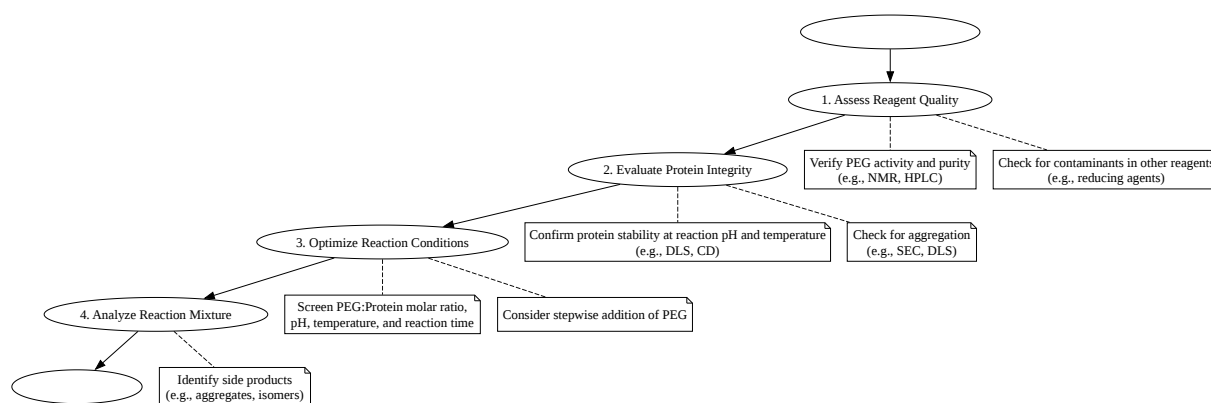 1. Assess Reagent Quality
Verify PEG activity and purity
(e.g., NMR, HPLC)
Check for contaminants in other reagents
(e.g., reducing agents)
2. Evaluate Protein Integrity
Confirm protein stability at reaction pH and temperature
(e.g., DLS, CD)
Check for aggregation
(e.g., SEC, DLS)
3. Optimize Reaction Conditions
Screen PEG:Protein molar ratio,
pH, temperature, and reaction time
Consider stepwise addition of PEG
4. Analyze Reaction Mixture
Identify side products
(e.g., aggregates, isomers)